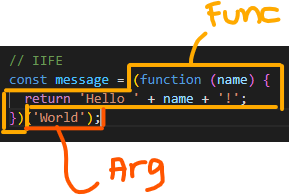 Func
// IIFE
const message = (function (name) {
  return 'Hello ' + name + '!';
})('World');
Arg